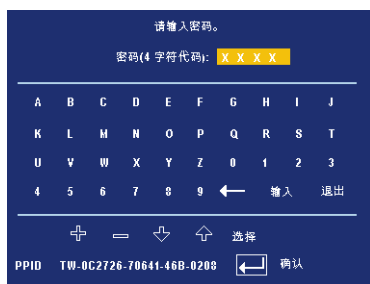 请输入密码。
密码(4 字符代码): X X X X
A B C D E F G H I J
K L M N O P Q R S T
U V W X Y Z 0 1 2 3
4 5 6 7 8 9 ← 输入 退出
选择
PPID TW-0C2726-70641-46B-0208 确认